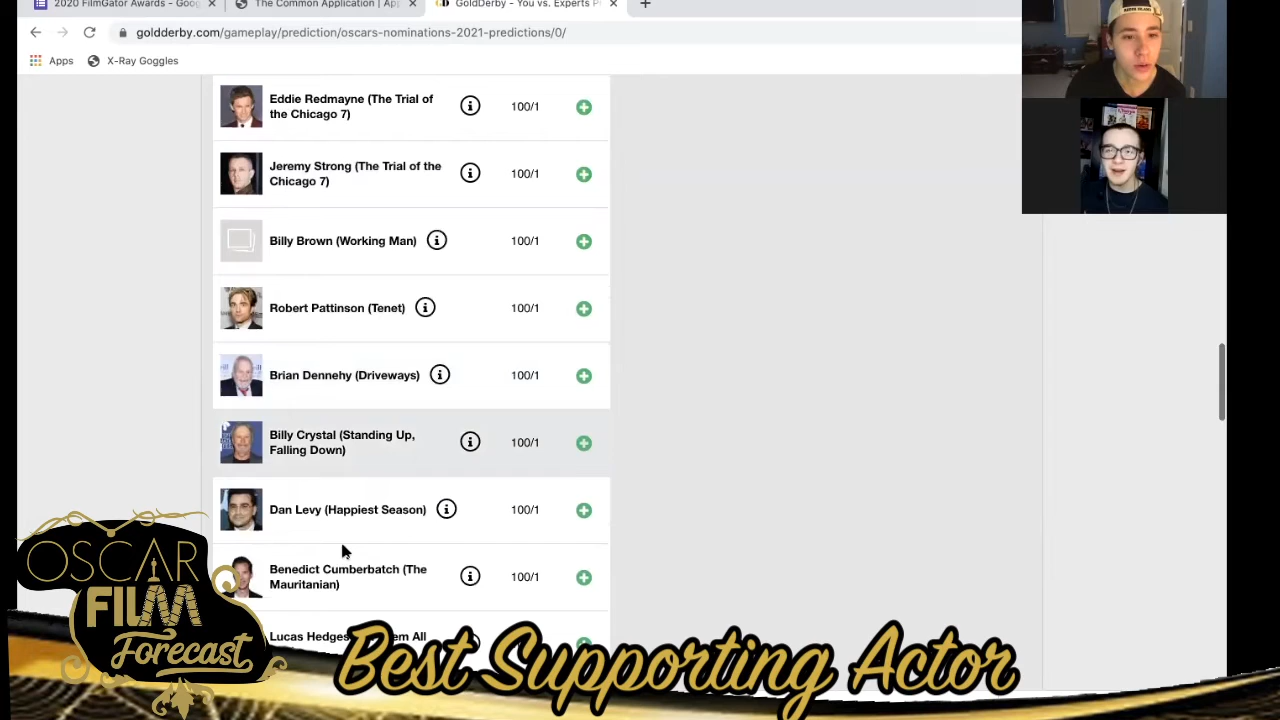 2020 FilmGator Awards - Goog
The Common Application | Ap
GoldDerby – You vs. Experts P
goldderby.com/gameplay/prediction/oscars-nominations-2021-predictions/0/
Apps
X-Ray Goggles
Eddie Redmayne (The Trial of
the Chicago 7)
100/1
Jeremy Strong (The Trial of the
Chicago 7)
100/1
Billy Brown (Working Man)
100/1
Robert Pattinson (Tenet)
100/1
Brian Dennehy (Driveways)
100/1
Billy Crystal (Standing Up,
Falling Down)
100/1
Dan Levy (Happiest Season)
100/1
Benedict Cumberbatch (The
Mauritanian)
100/1
Lucas Hedges em All
OSCAR
FILM
Forecast
Best Supporting Actor